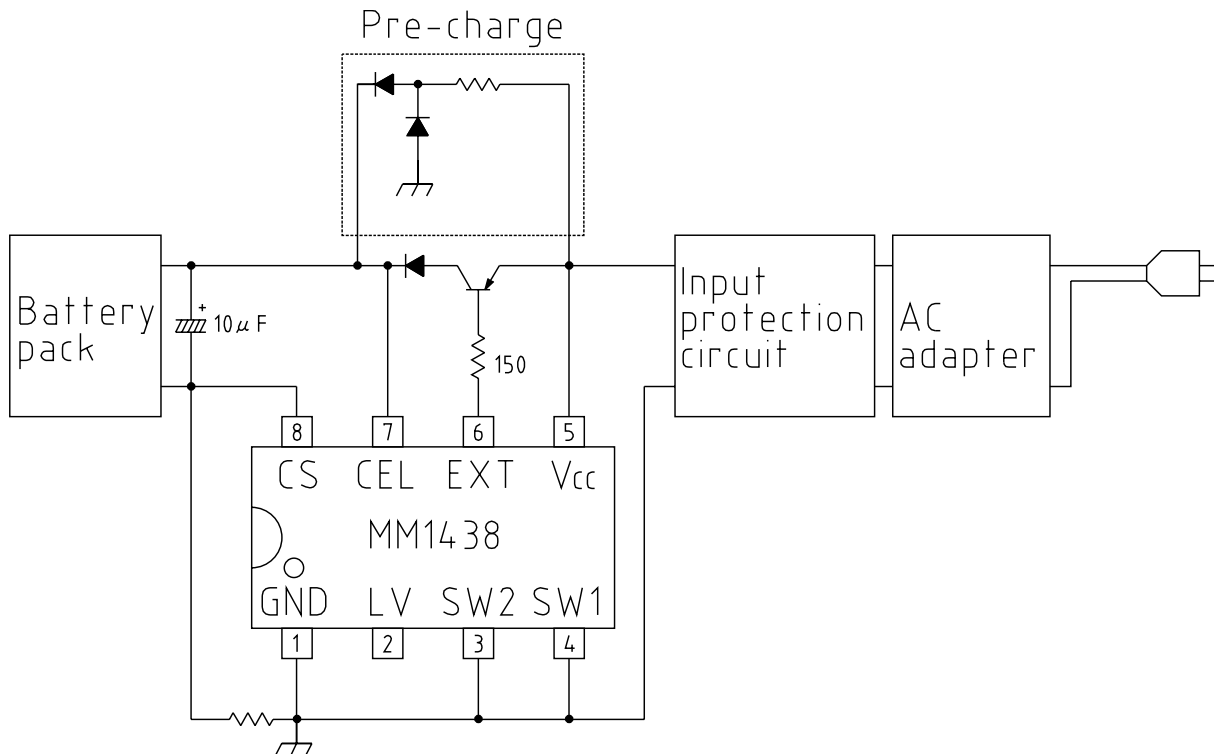 Pre-charge
Battery
pack
+
10μF
150
Input
protection
circuit
AC
adapter
8 7 6 5
CS CEL EXT Vcc
MM1438
GND LV SW2 SW1
1 2 3 4